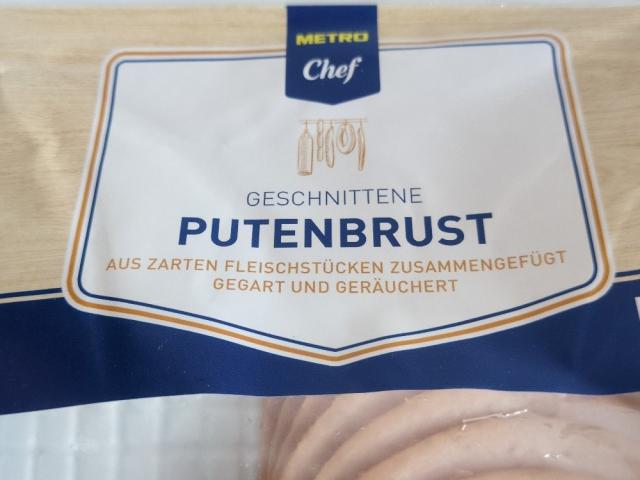 METRO
Chef
GESCHNITTENE
PUTENBRUST
AUS ZARTEN FLEISCHSTÜCKEN ZUSAMMENGEFÜGT
GEGART UND GERÄUCHERT